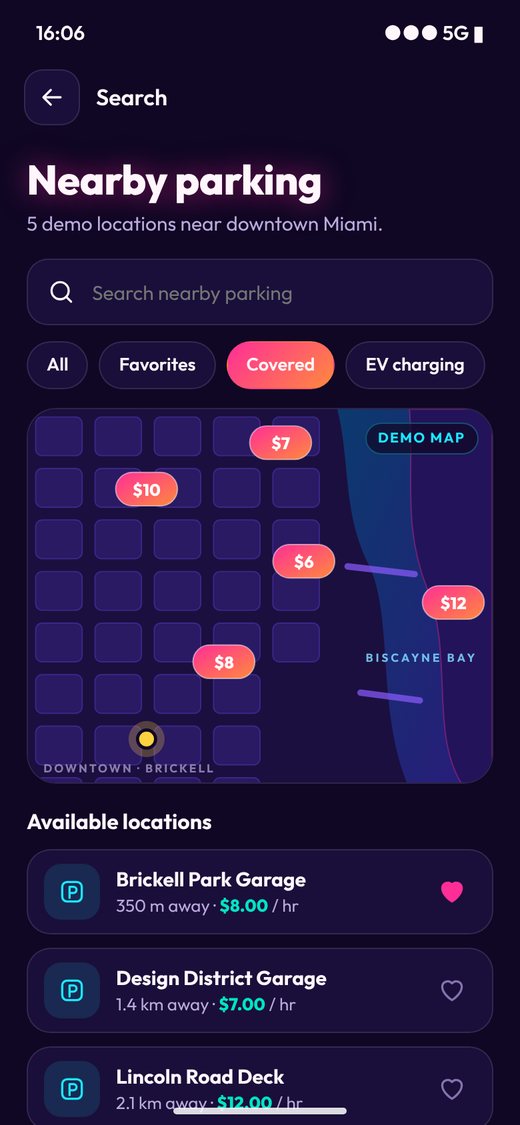 16:06
5G
Search
Nearby parking
5 demo locations near downtown Miami.
Search nearby parking
All
Favorites
Covered
EV charging
DEMO MAP
$7
$10
$6
$12
$8
BISCAYNE BAY
DOWNTOWN · BRICKELL
Available locations
Brickell Park Garage
350 m away · $8.00 / hr
Design District Garage
1.4 km away · $7.00 / hr
Lincoln Road Deck
2.1 km away · $12.00 / hr